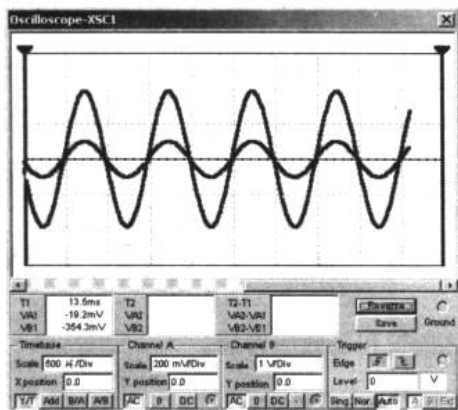 Oscilloscope-XSC1
T1 13.5ms T2 T2-T1 Reverse
VA1 -19.2mV VA2 VA2-VA1 Save Ground
VB1 -354.3mV VB2 VB2-VB1
Timebase Channel A Channel B Trigger
Scale 500 /Div Scale 200 mV/Div Scale 1 V/Div Edge
X position 0.0 Y position 0.0 Y position 0.0 Level 0 V
Y/T Add B/A A/B AC 0 DC AC 0 DC - Sing. Nor. Auto A B Ext